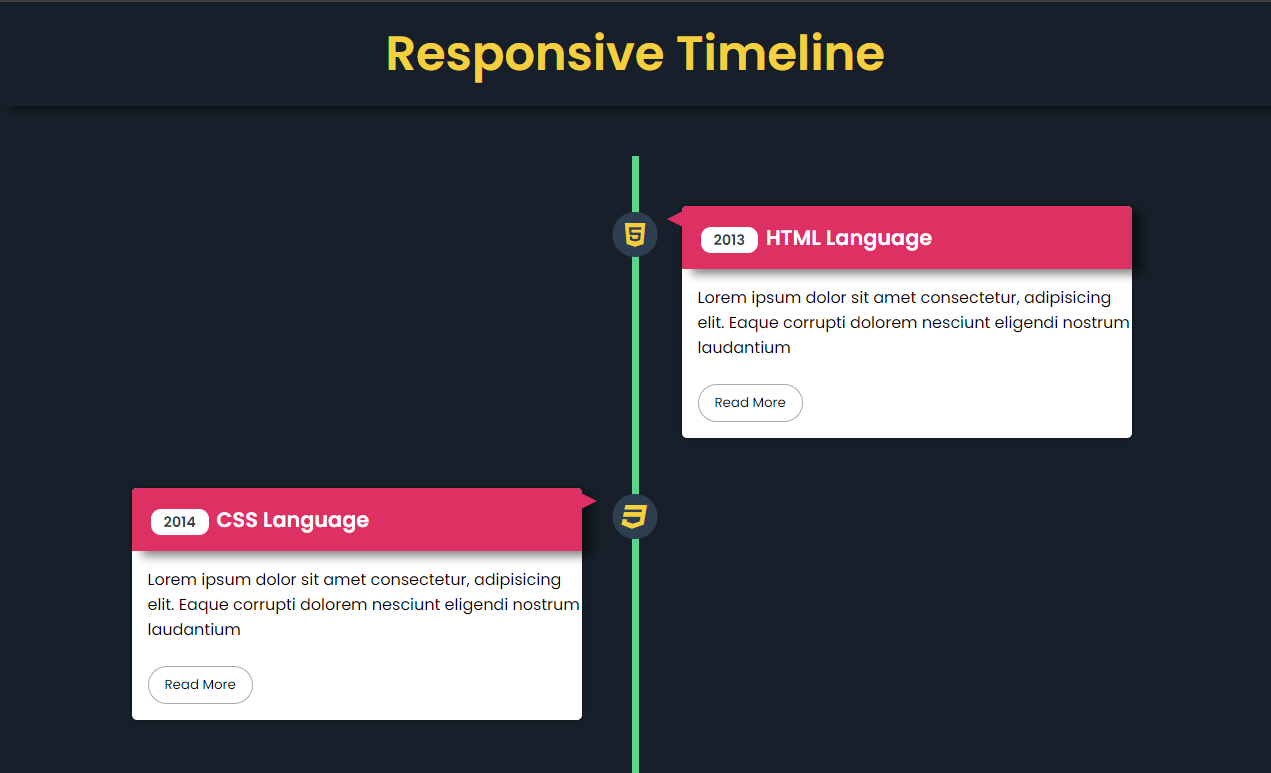 Responsive Timeline
5
2013 HTML Language
Lorem ipsum dolor sit amet consectetur, adipisicing
elit. Eaque corrupti dolorem nesciunt eligendi nostrum
laudantium
Read More
2014 CSS Language
Lorem ipsum dolor sit amet consectetur, adipisicing
elit. Eaque corrupti dolorem nesciunt eligendi nostrum
laudantium
Read More